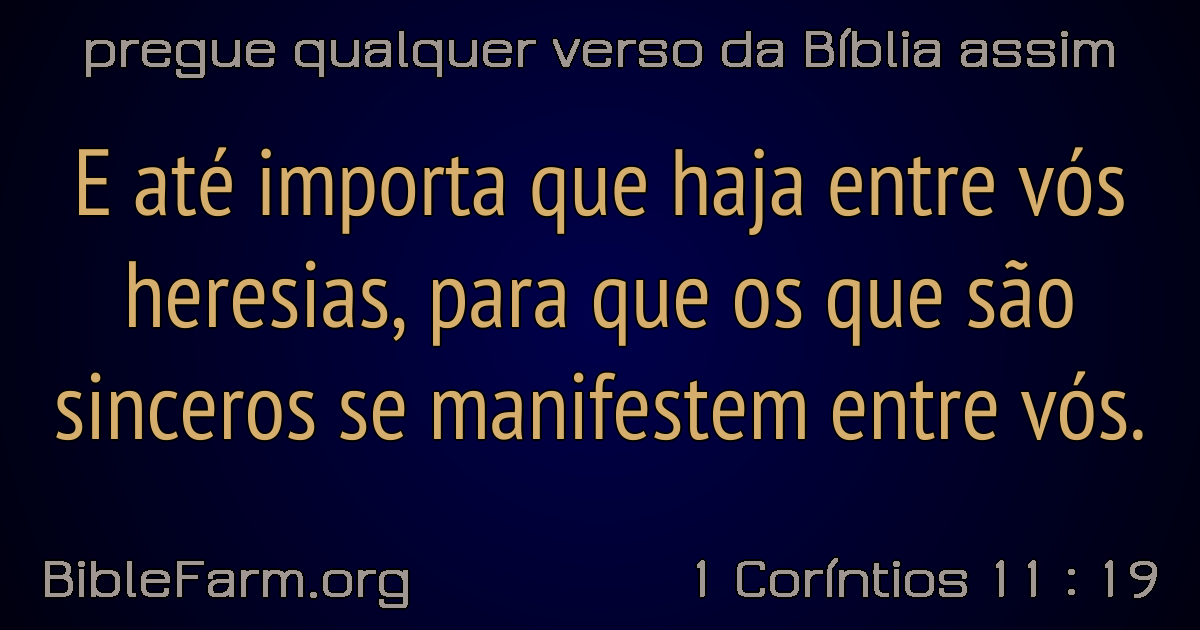 pregue qualquer verso da Bíblia assim
E até importa que haja entre vós
heresias, para que os que são
sinceros se manifestem entre vós.
BibleFarm.org
1 Coríntios 11 : 19